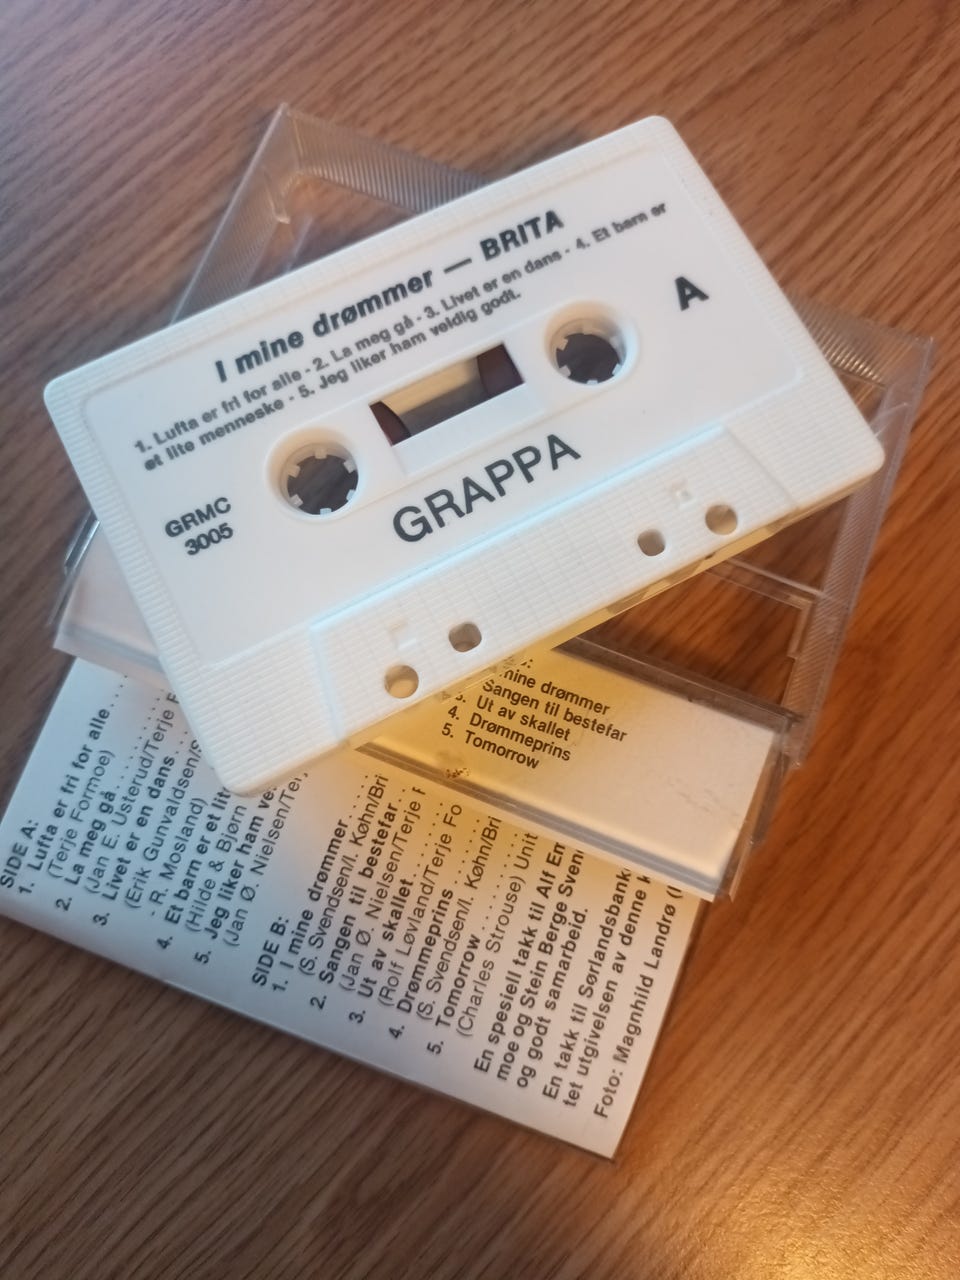 I mine drømmer — BRITA
1. Lufta er fri for alle - 2. La meg gå - 3. Livet er en dans - 4. Et barn er
et lite menneske - 5. Jeg liker ham veldig godt.
A
GRMC
3005
GRAPPA
mine drømmer
3. Sangen til bestefar
4. Ut av skallet
5. Drømmeprins
Tomorrow
SIDE A:
1. Lufta er fri for alle....
(Terje Formoe)
2. La meg gå.........
(Jan E. Usterud/Terje F
3. Livet er en dans....
(Erik Gunvaldsen/S
- R. Mosland)
4. Et barn er et lite
(Hilde & Bjørn
5. Jeg liker ham ve
(Jan Ø. Nielsen/Te
SIDE B:
1. I mine drømmer.....
(S. Svendsen/I. Køhn/Bri
2. Sangen til bestefar..
(Jan Ø. Nielsen/Terje F
3. Ut av skallet........
(Rolf Løvland/Terje Fo
4. Drømmeprins.......
(S. Svendsen/I. Køhn/Bri
5. Tomorrow..........
(Charles Strouse) Unit
En spesiell takk til Alf Em
moe og Stein Berge Sven
og godt samarbeid.
En takk til Sørlandsbank
tet utgivelsen av denne k
Foto: Magnhild Landrø (